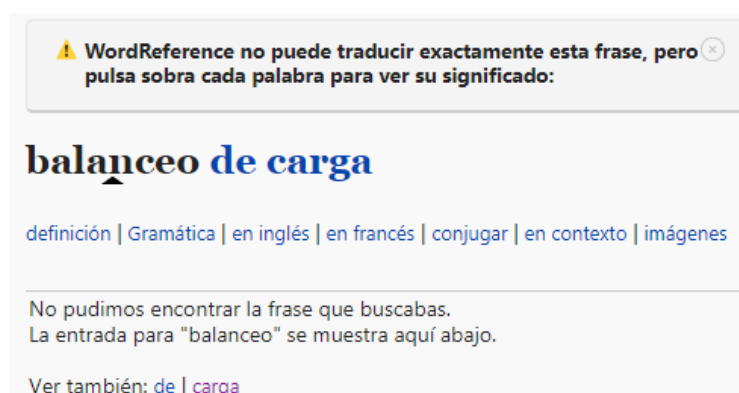 WordReference no puede traducir exactamente esta frase, pero
pulsa sobra cada palabra para ver su significado:
balanceo de carga
definición | Gramática | en inglés | en francés | conjugar | en contexto | imágenes
No pudimos encontrar la frase que buscabas.
La entrada para "balanceo" se muestra aquí abajo.
Ver también: de | carga